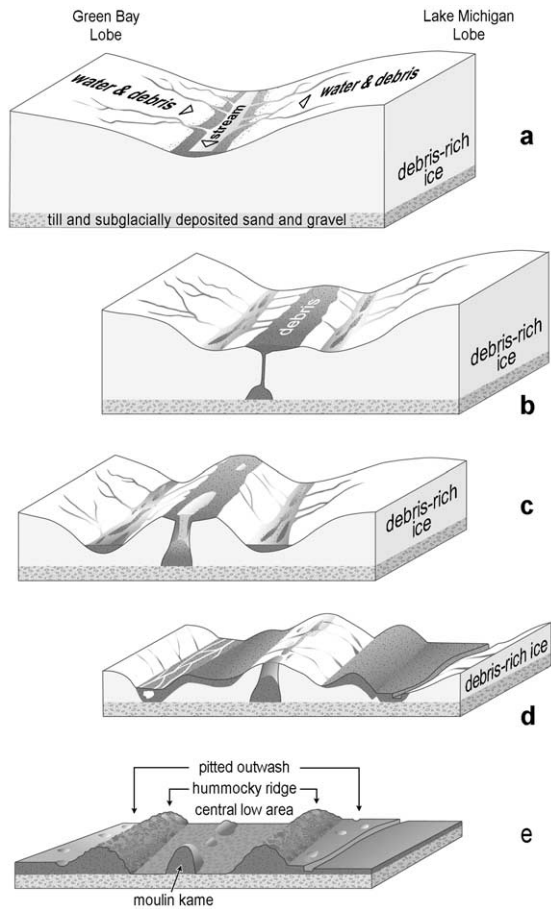 Green Bay
Lobe
Lake Michigan
Lobe
water & debris
stream
water & debris
a
debris-rich
ice
till and subglacially deposited sand and gravel
debris
debris-rich
ice
b
debris-rich
ice
c
debris-rich ice
d
pitted outwash
hummocky ridge
central low area
e
moulin kame